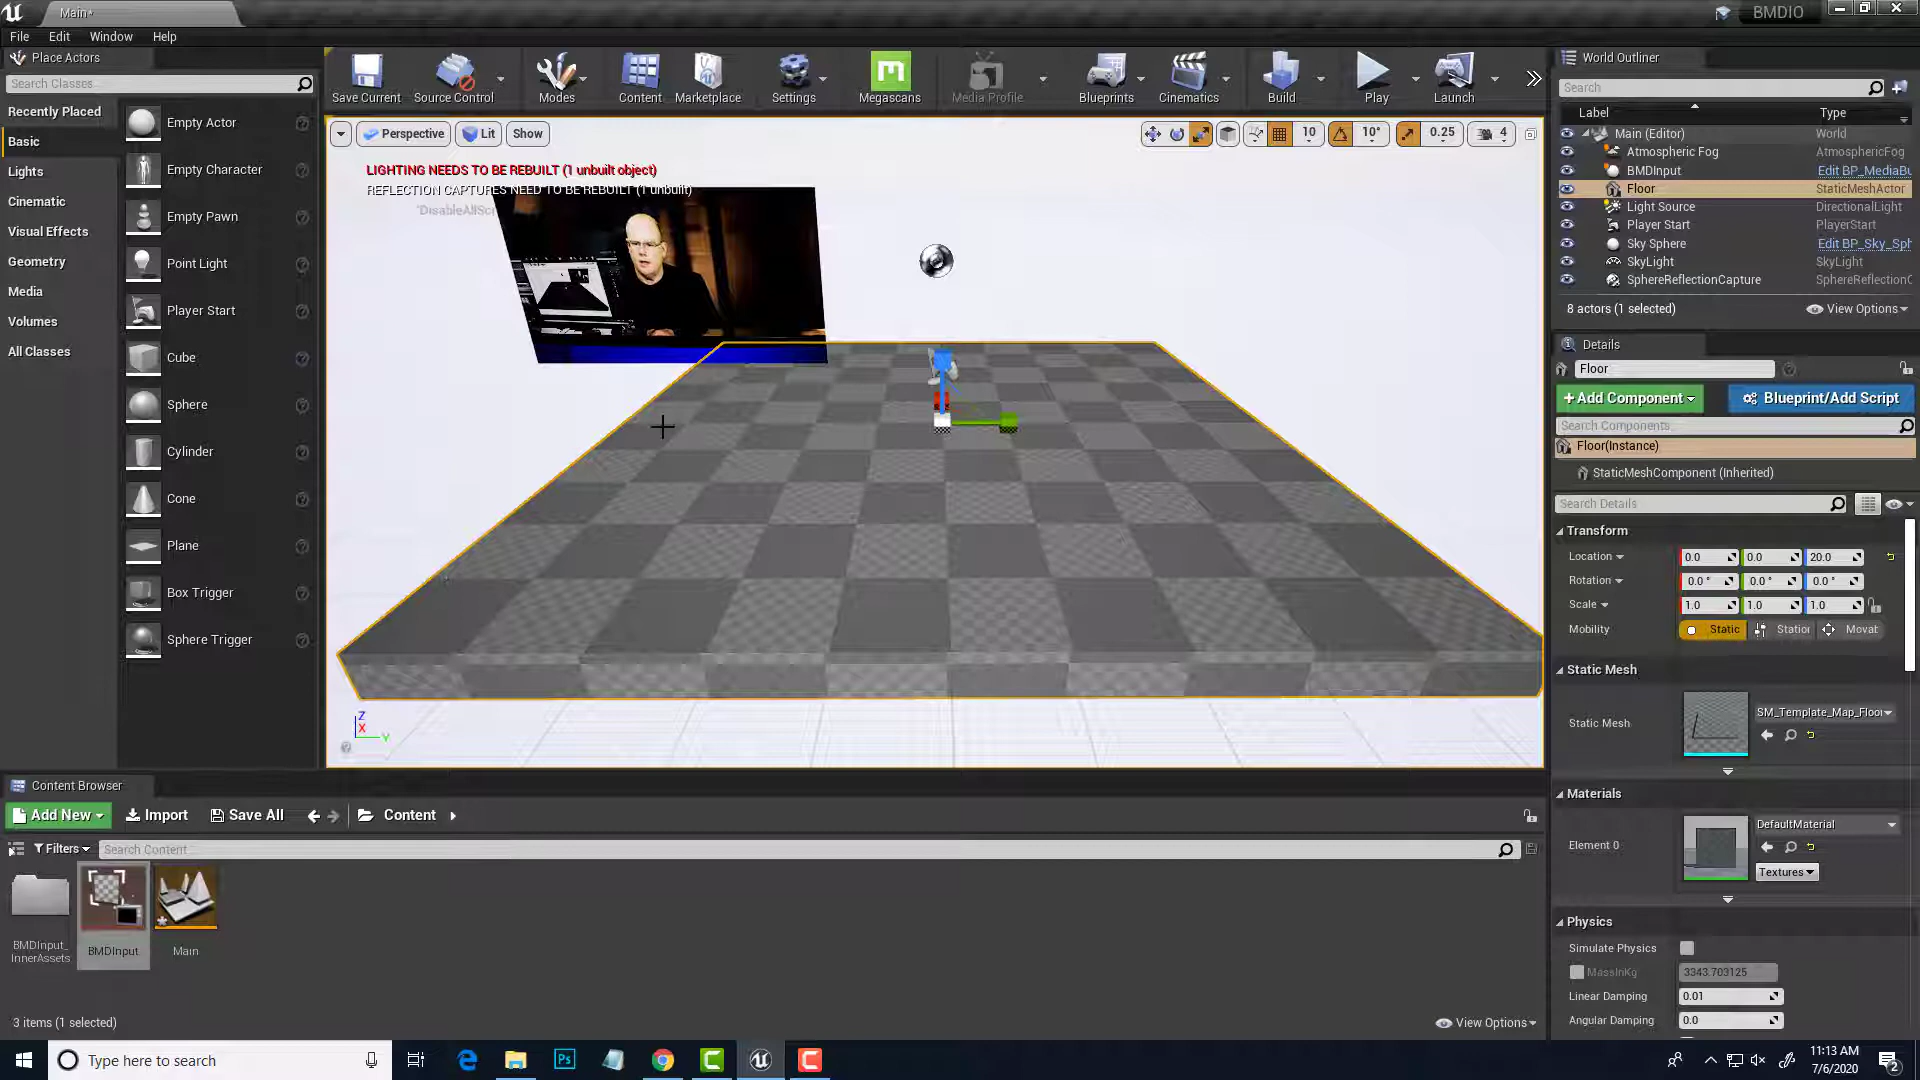 Main*
BMDIO
File Edit Window Help
Place Actors
Search Classes
Recently Placed
Basic
Lights
Cinematic
Visual Effects
Geometry
Media
Volumes
All Classes
Empty Actor
Empty Character
Empty Pawn
Point Light
Player Start
Cube
Sphere
Cylinder
Cone
Plane
Box Trigger
Sphere Trigger
Save Current
Source Control
Modes
Content
Marketplace
Settings
Megascans
Media Profile
Blueprints
Cinematics
Build
Play
Launch
Perspective
Lit
Show
10
10°
0.25
4
LIGHTING NEEDS TO BE REBUILT (1 unbuilt object)
REFLECTION CAPTURES NEED TO BE REBUILT (1 unbuilt)
'DisableAllScr
Z
X
Y
World Outliner
Search
Label Type
Main (Editor) World
Atmospheric Fog AtmosphericFog
BMDInput Edit BP_MediaBu
Floor StaticMeshActor
Light Source DirectionalLight
Player Start PlayerStart
Sky Sphere Edit BP_Sky_Sph
SkyLight SkyLight
SphereReflectionCapture SphereReflectionC
8 actors (1 selected)
View Options
Details
Floor
+Add Component
Blueprint/Add Script
Search Components
Floor(Instance)
StaticMeshComponent (Inherited)
Search Details
Transform
Location 0.0 0.0 20.0
Rotation 0.0 ° 0.0 ° 0.0 °
Scale 1.0 1.0 1.0
Mobility Static Station Movat
Static Mesh
Static Mesh
SM_Template_Map_Floor
Materials
Element 0
DefaultMaterial
Textures
Physics
Simulate Physics
MassInKg 3343.703125
Linear Damping 0.01
Angular Damping 0.0
Content Browser
Add New
Import
Save All
Content
Filters
Search Content
BMDInput_
InnerAssets
BMDInput
Main
3 items (1 selected)
View Options
Type here to search
Ps
11:13 AM
7/6/2020
2